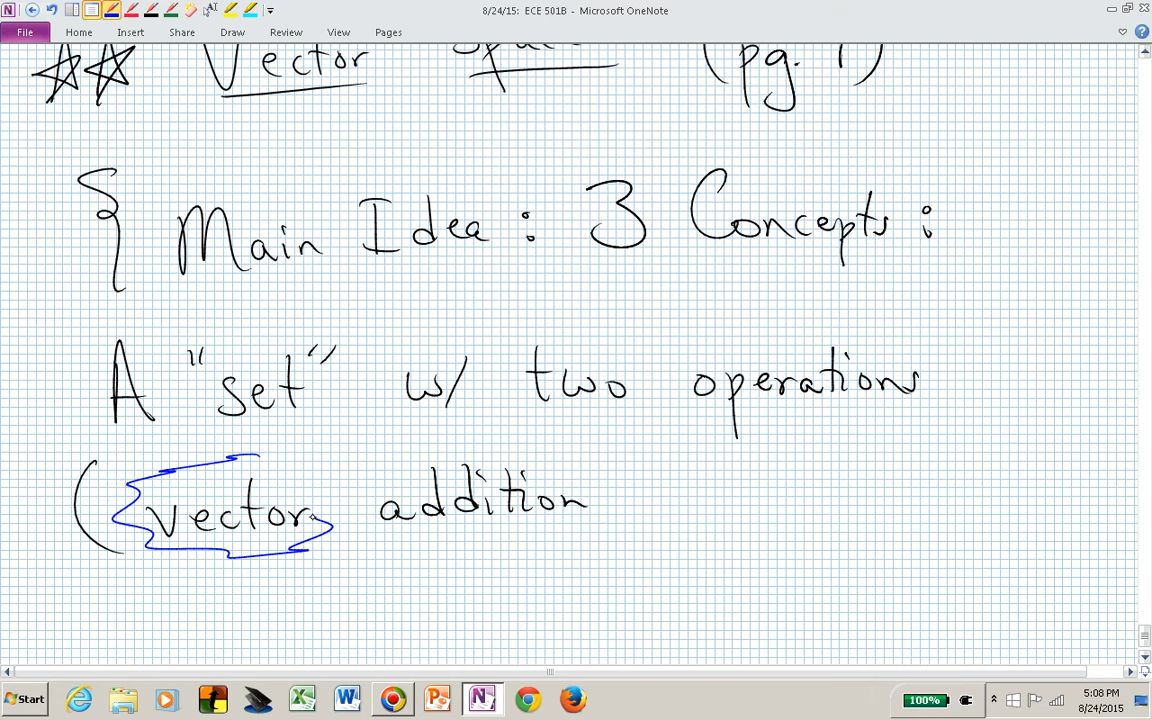 8/24/15: ECE 501B - Microsoft OneNote
File Home Insert Share Draw Review View Pages
Vector (pg. 1)
{ Main Idea: 3 Concepts:
A "set" w/ two operations
(vector addition
Start 100% 5:08 PM
8/24/2015